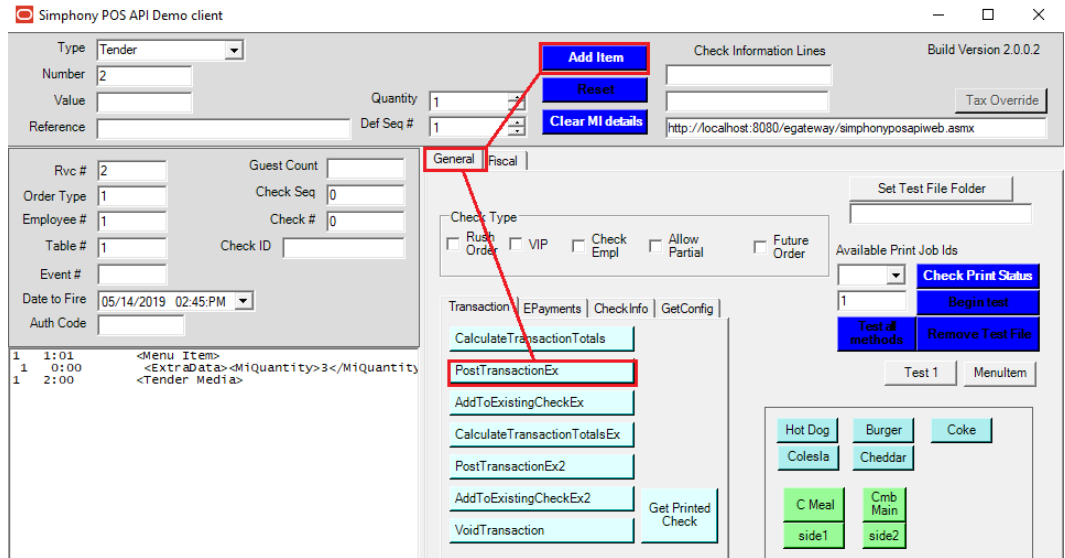 Simphony POS API Demo client
Type Tender
Number 2
Value
Reference
Quantity 1
Def Seq # 1
Add Item
Reset
Clear MI details
Check Information Lines
Build Version 2.0.0.2
Tax Override
http://localhost:8080/egateway/simphonyposapiweb.asmx
Rvc # 2
Order Type 1
Employee # 1
Table # 1
Event #
Date to Fire 05/14/2019 02:45:PM
Auth Code
Guest Count
Check Seq 0
Check # 0
Check ID
1 1:01 <Menu Item>
1 0:00 <ExtraData><MiQuantity>3</MiQuantity
1 2:00 <Tender Media>
General Fiscal
Check Type
Rush Order
VIP
Check Empl
Allow Partial
Future Order
Set Test File Folder
Available Print Job Ids
Check Print Status
1
Begin test
Test all methods
Remove Test File
Test 1
MenuItem
Transaction EPayments CheckInfo GetConfig
CalculateTransactionTotals
PostTransactionEx
AddToExistingCheckEx
CalculateTransactionTotalsEx
PostTransactionEx2
AddToExistingCheckEx2
VoidTransaction
Get Printed Check
Hot Dog Burger Coke
Colesla Cheddar
C Meal Cmb Main
side1 side2